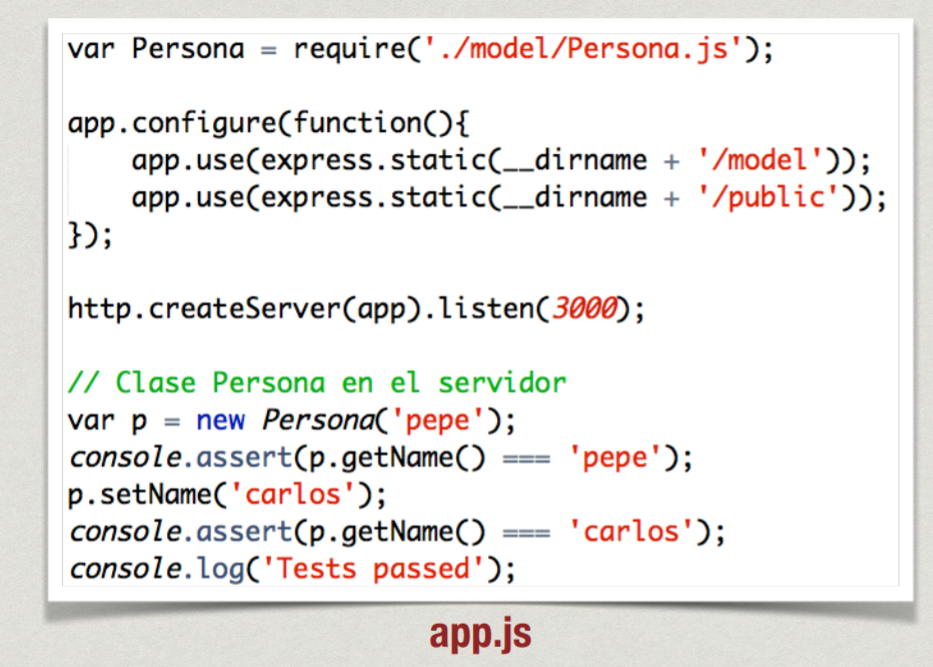 var Persona = require('./model/Persona.js');
app.configure(function(){
    app.use(express.static(__dirname + '/model'));
    app.use(express.static(__dirname + '/public'));
});
http.createServer(app).listen(3000);
// Clase Persona en el servidor
var p = new Persona('pepe');
console.assert(p.getName() === 'pepe');
p.setName('carlos');
console.assert(p.getName() === 'carlos');
console.log('Tests passed');
app.js